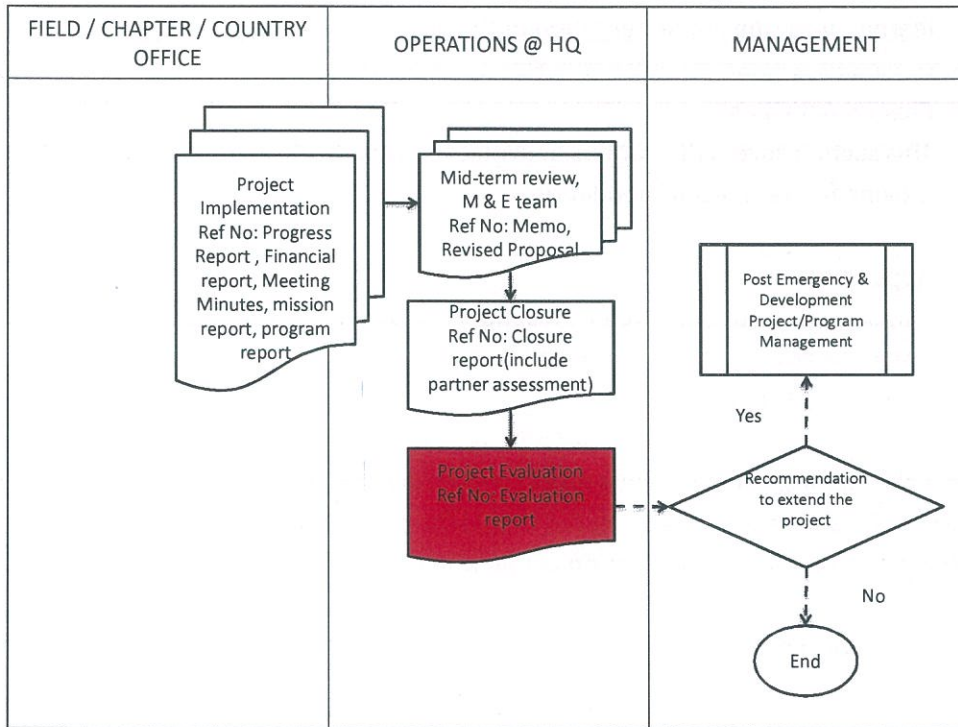 FIELD / CHAPTER / COUNTRY
OFFICE
OPERATIONS @ HQ
MANAGEMENT
Project
Implementation
Ref No: Progress
Report , Financial
report, Meeting
Minutes, mission
report, program
report
Mid-term review,
M & E team
Ref No: Memo,
Revised Proposal
Project Closure
Ref No: Closure
report(include
partner assessment)
Project Evaluation
Ref No: Evaluation
report
Post Emergency &
Development
Project/Program
Management
Yes
Recommendation
to extend the
project
No
End